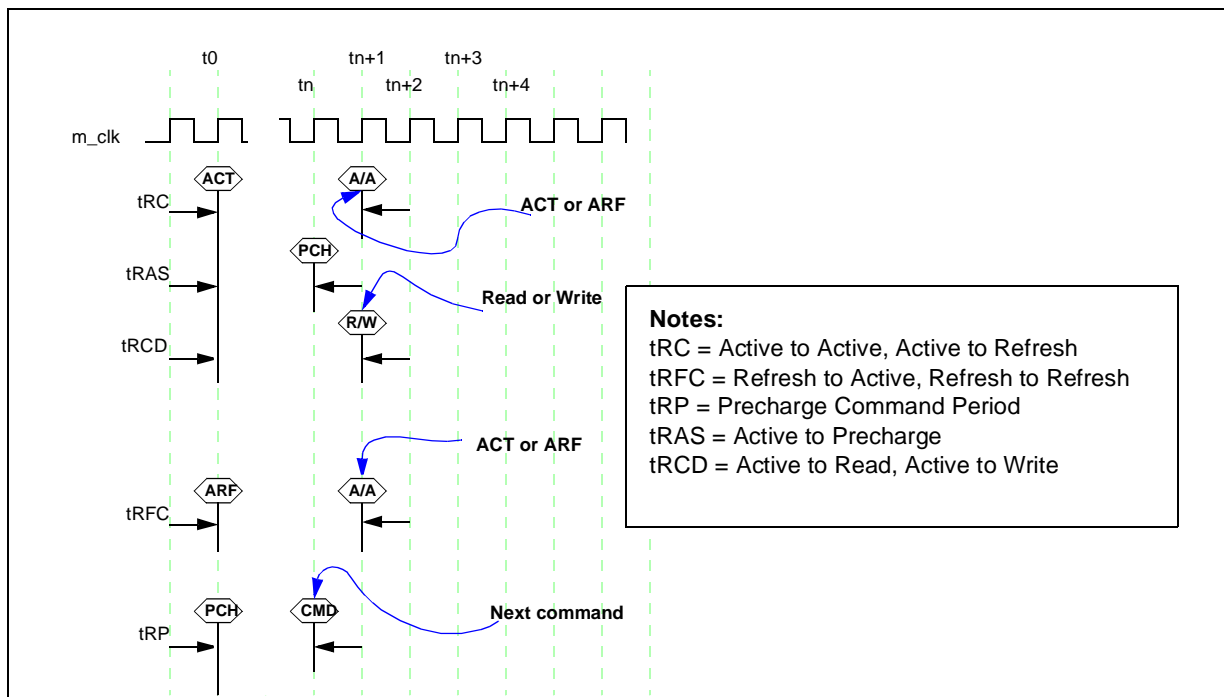 t0
tn+1
tn+3
tn
tn+2
tn+4
m_clk
ACT
A/A
tRC
ACT or ARF
PCH
tRAS
Read or Write
R/W
tRCD
Notes:
tRC = Active to Active, Active to Refresh
tRFC = Refresh to Active, Refresh to Refresh
tRP = Precharge Command Period
tRAS = Active to Precharge
tRCD = Active to Read, Active to Write
ACT or ARF
ARF
A/A
tRFC
PCH
CMD
Next command
tRP